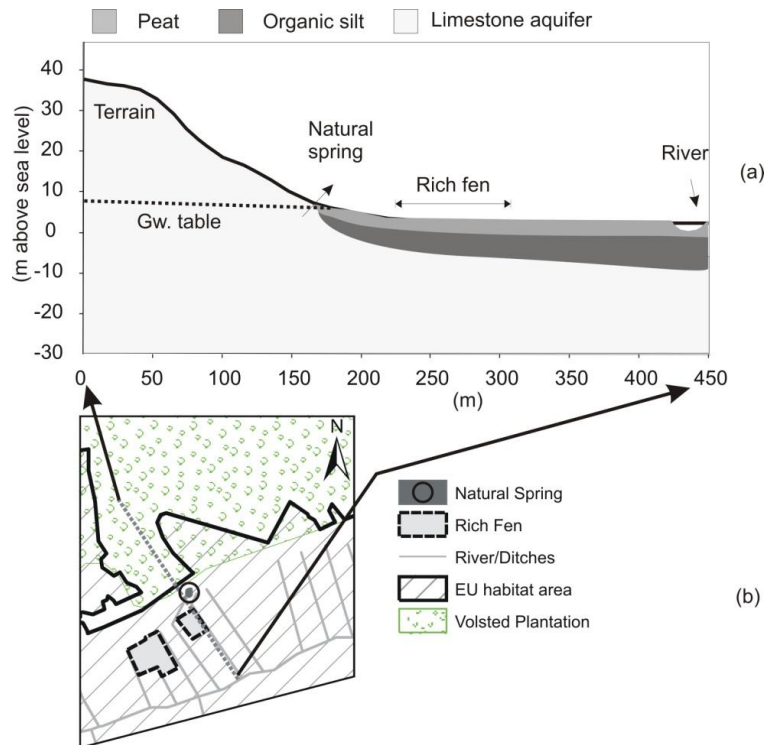 Peat Organic silt Limestone aquifer
40
30
20
10
0
-10
-20
-30
(m above sea level)
Terrain
Natural
spring
Rich fen
River
(a)
Gw. table
0 50 100 150 200 250 300 350 400 450
(m)
N
Natural Spring
Rich Fen
River/Ditches
EU habitat area
Volsted Plantation
(b)